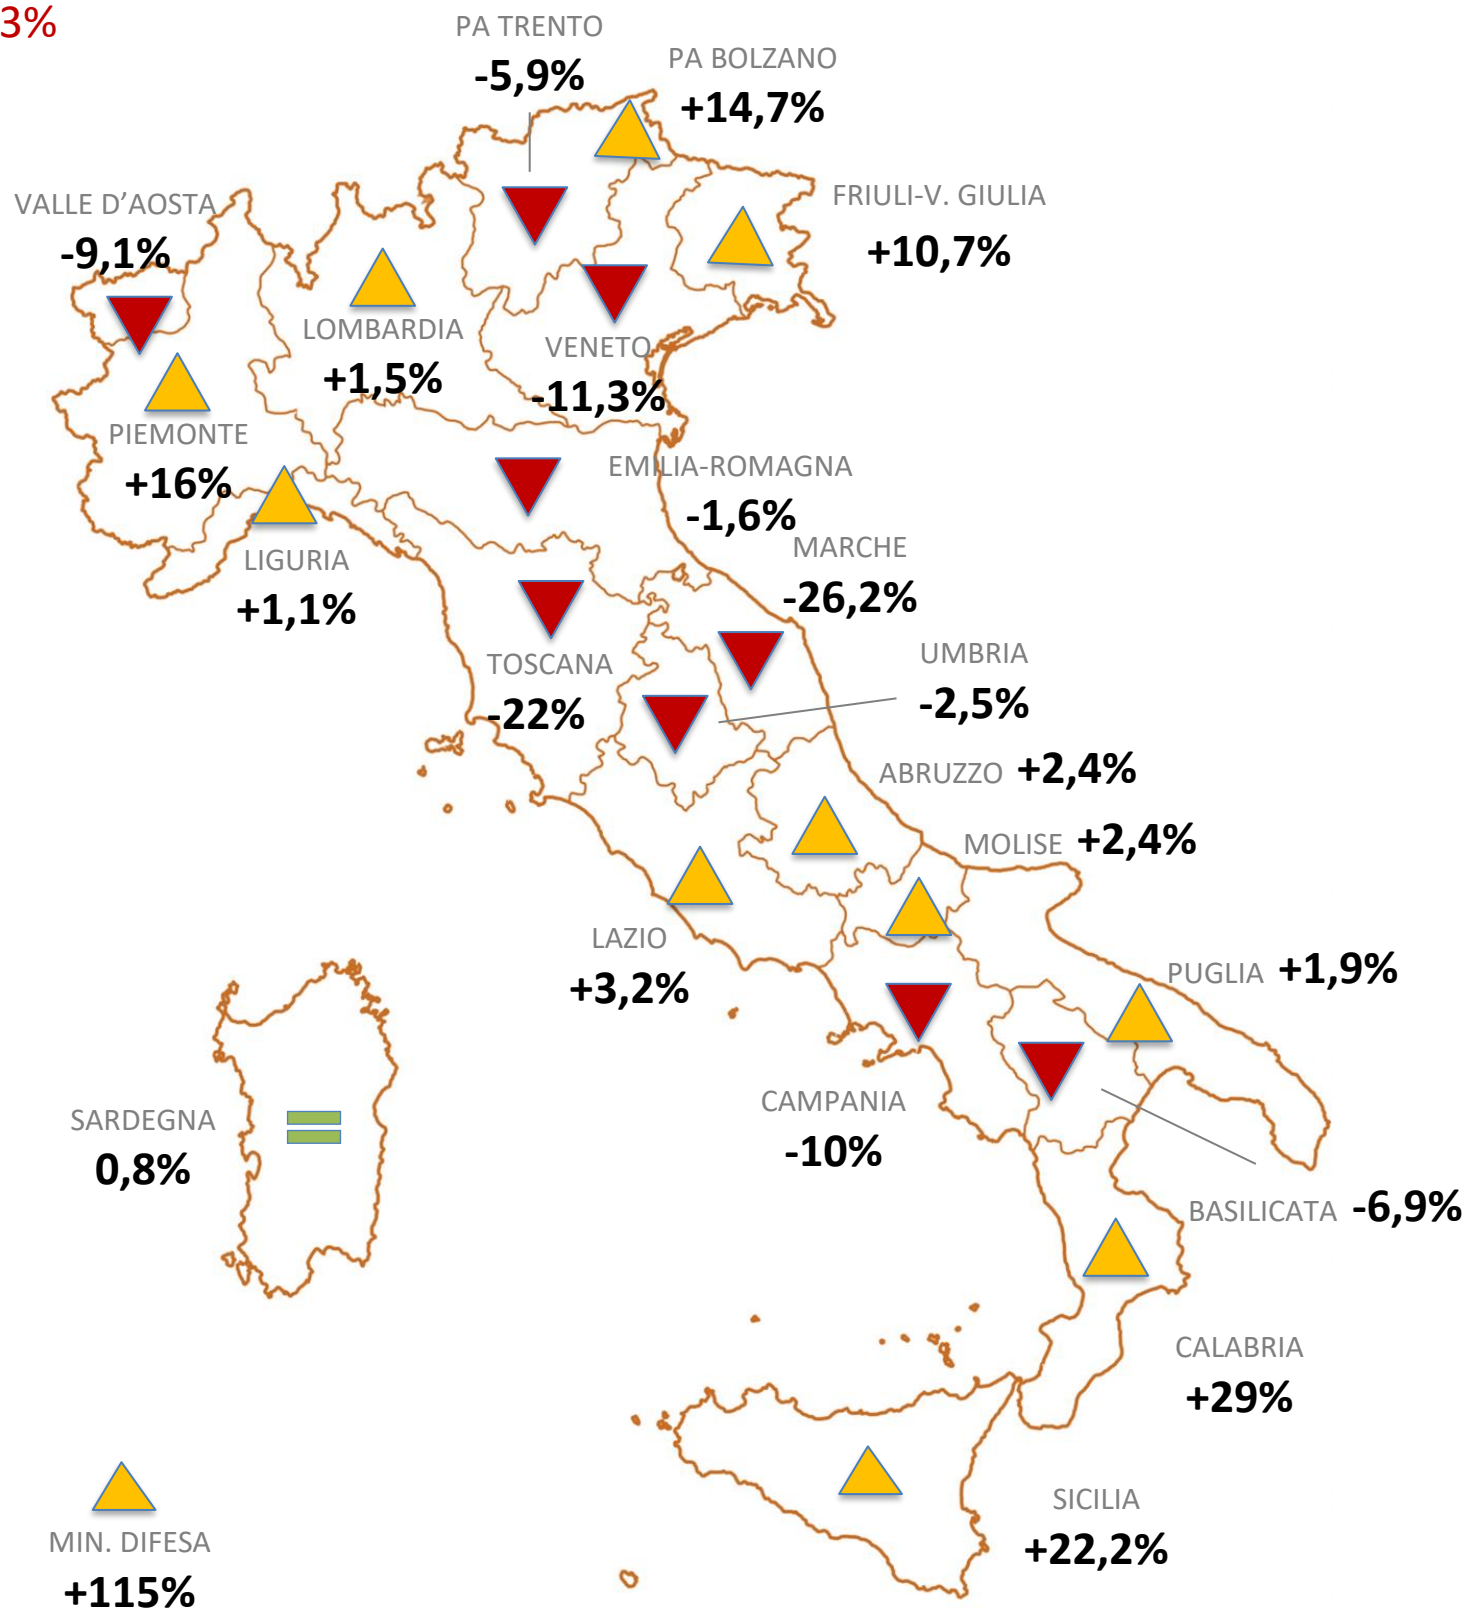 3%
PA TRENTO
-5,9%
PA BOLZANO
+14,7%
VALLE D’AOSTA
-9,1%
FRIULI-V. GIULIA
+10,7%
LOMBARDIA
+1,5%
VENETO
-11,3%
PIEMONTE
+16%
EMILIA-ROMAGNA
-1,6%
LIGURIA
+1,1%
MARCHE
-26,2%
TOSCANA
-22%
UMBRIA
-2,5%
ABRUZZO +2,4%
MOLISE +2,4%
LAZIO
+3,2%
PUGLIA +1,9%
CAMPANIA
-10%
SARDEGNA
0,8%
BASILICATA -6,9%
CALABRIA
+29%
SICILIA
+22,2%
MIN. DIFESA
+115%